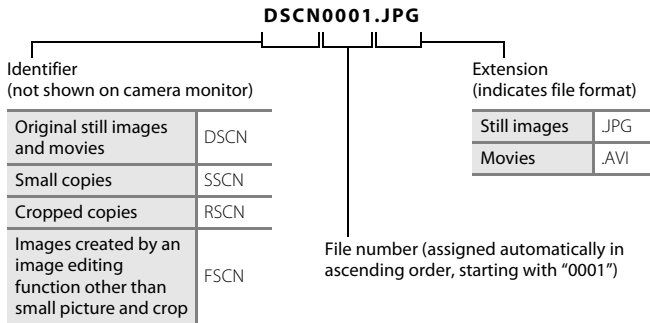 DSCN0001.JPG
Identifier
(not shown on camera monitor)
Original still images
and movies
DSCN
Small copies
SSCN
Cropped copies
RSCN
Images created by an
image editing
function other than
small picture and crop
FSCN
File number (assigned automatically in
ascending order, starting with “0001”)
Extension
(indicates file format)
Still images
.JPG
Movies
.AVI